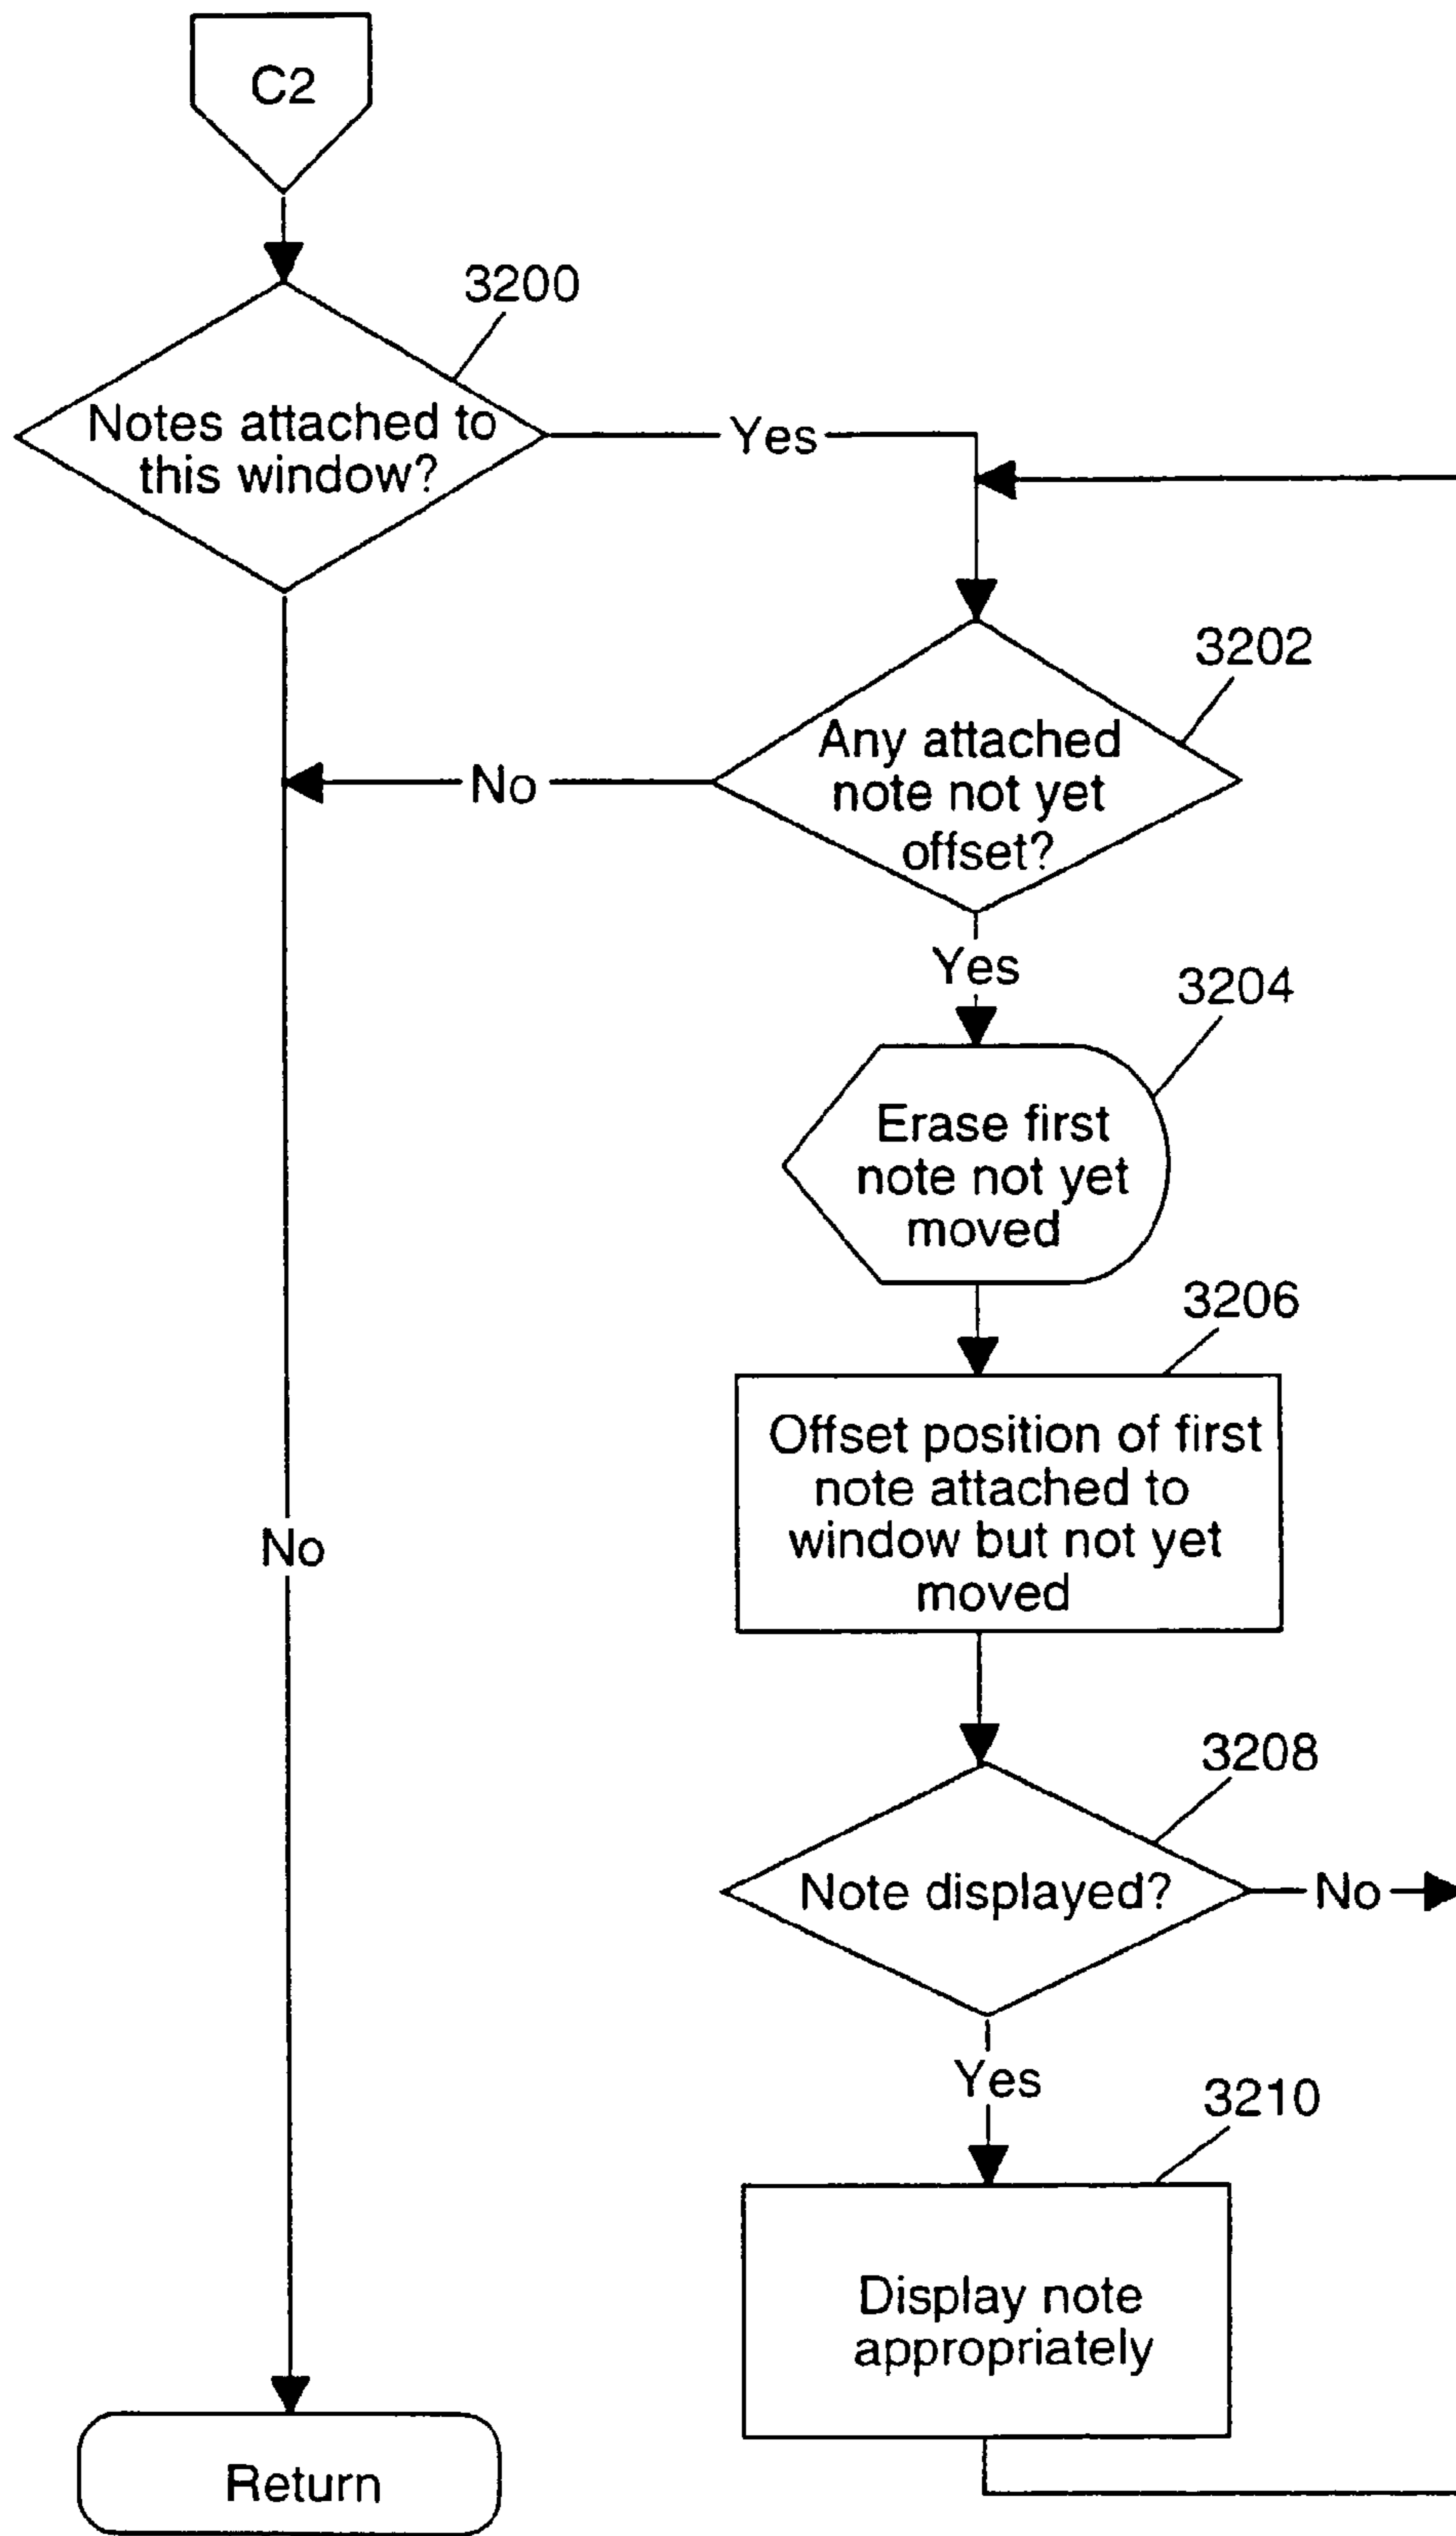 C2
3200
Notes attached to
this window?
Yes
3202
Any attached
note not yet
offset?
No
Yes
3204
Erase first
note not yet
moved
3206
Offset position of first
note attached to
window but not yet
moved
No
3208
Note displayed?
No
Yes
3210
Display note
appropriately
Return